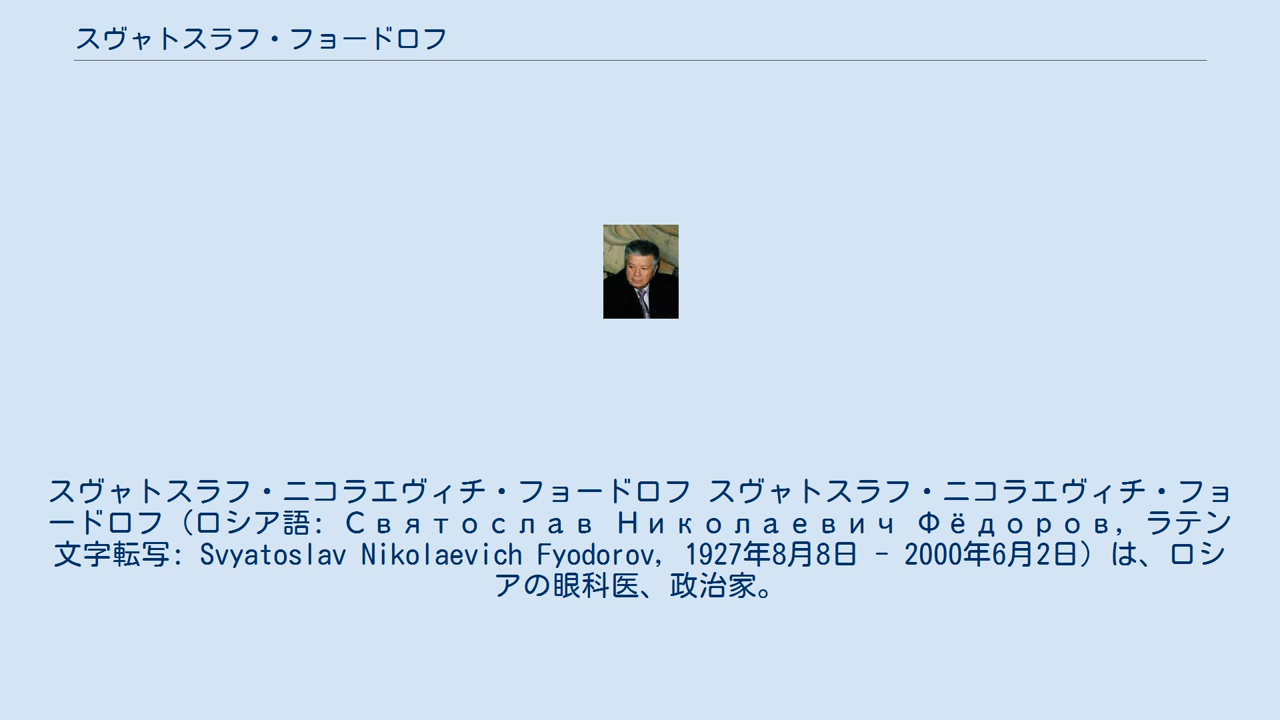 スヴャトスラフ・フョードロフ
スヴャトスラフ・ニコラエヴィチ・フョードロフ スヴャトスラフ・ニコラエヴィチ・フョ
ードロフ（ロシア語: Святослав Николаевич Фёдоров, ラテン
文字転写: Svyatoslav Nikolaevich Fyodorov, 1927年8月8日 - 2000年6月2日）は、ロシ
アの眼科医、政治家。